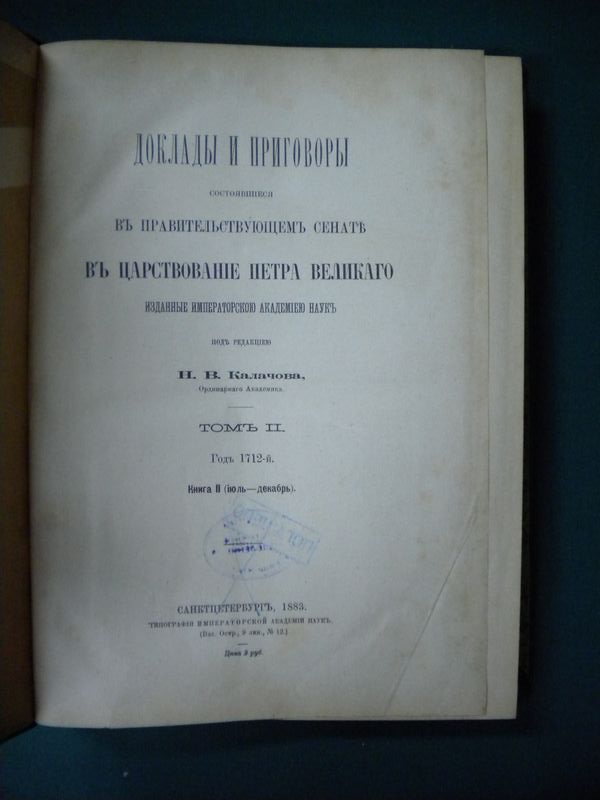 ДОКЛАДЫ И ПРИГОВОРЫ
СОСТОЯВШІЕСЯ
ВЪ ПРАВИТЕЛЬСТВУЮЩЕМЪ СЕНАТѢ
ВЪ ЦАРСТВОВАНІЕ ПЕТРА ВЕЛИКАГО
ИЗДАННЫЕ ИМПЕРАТОРСКОЮ АКАДЕМІЕЮ НАУКЪ
ПОДЪ РЕДАКЦІЕЮ
Н. В. Калачова,
Ординарнаго Академика.
ТОМЪ II.
Годъ 1712-й.
Книга II (іюль—декабрь).
САНКТПЕТЕРБУРГЪ, 1883.
ТИПОГРАФІЯ ИМПЕРАТОРСКОЙ АКАДЕМІИ НАУКЪ.
(Вас. Остр., 9 лин., № 12.)
Цѣна 3 руб.